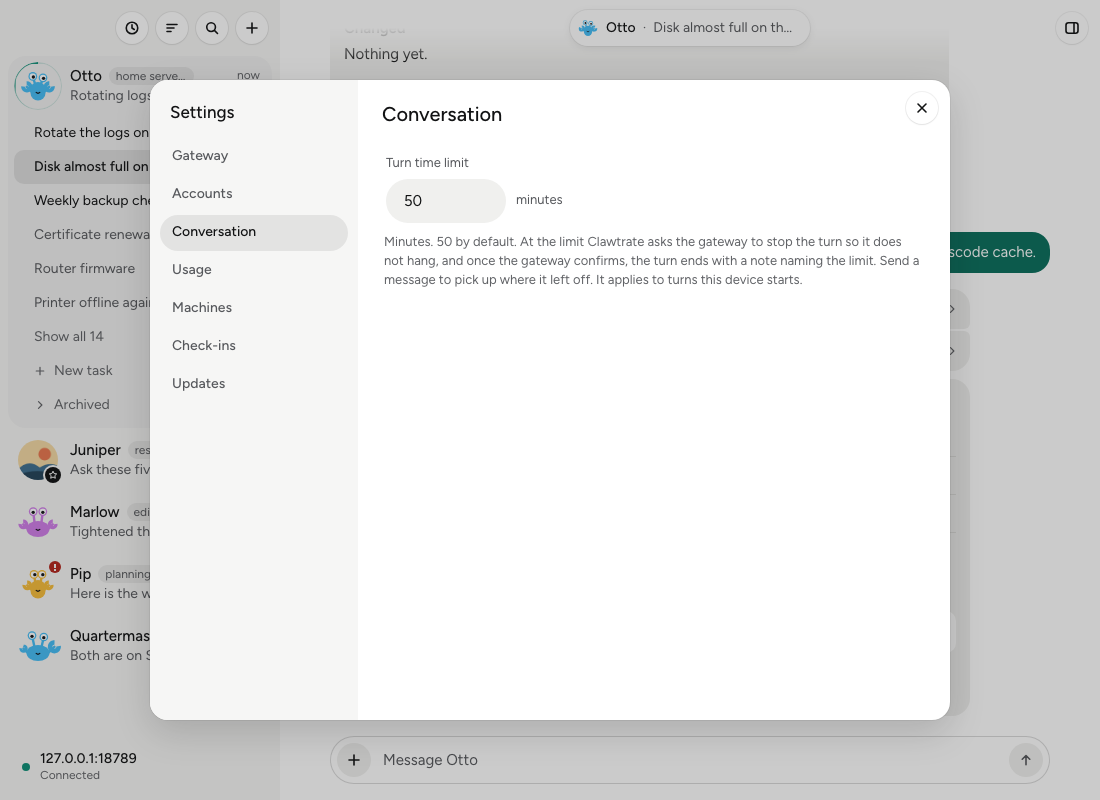 Otto · Disk almost full on th...
Nothing yet.
Otto home serve... now
Rotating logs
Rotate the logs on
Disk almost full on
Weekly backup che
Certificate renewa
Router firmware
Printer offline again
Show all 14
New task
Archived
Juniper res
Ask these fiv
Marlow edi
Tightened th
Pip planning
Here is the w
Quartermas
Both are on S
127.0.0.1:18789
Connected
Settings
Gateway
Accounts
Conversation
Usage
Machines
Check-ins
Updates
Conversation
Turn time limit
50 minutes
Minutes. 50 by default. At the limit Clawtrate asks the gateway to stop the turn so it does
not hang, and once the gateway confirms, the turn ends with a note naming the limit. Send a
message to pick up where it left off. It applies to turns this device starts.
scode cache.
Message Otto